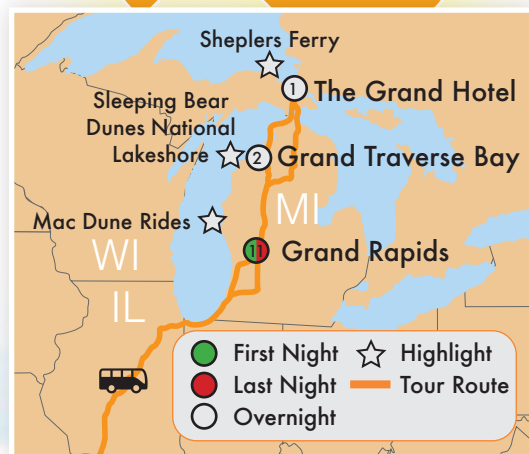 Sheplers Ferry
1
The Grand Hotel
Sleeping Bear
Dunes National
Lakeshore
2
Grand Traverse Bay
Mac Dune Rides
MI
WI
11
Grand Rapids
IL
First Night
Highlight
Last Night
Tour Route
Overnight